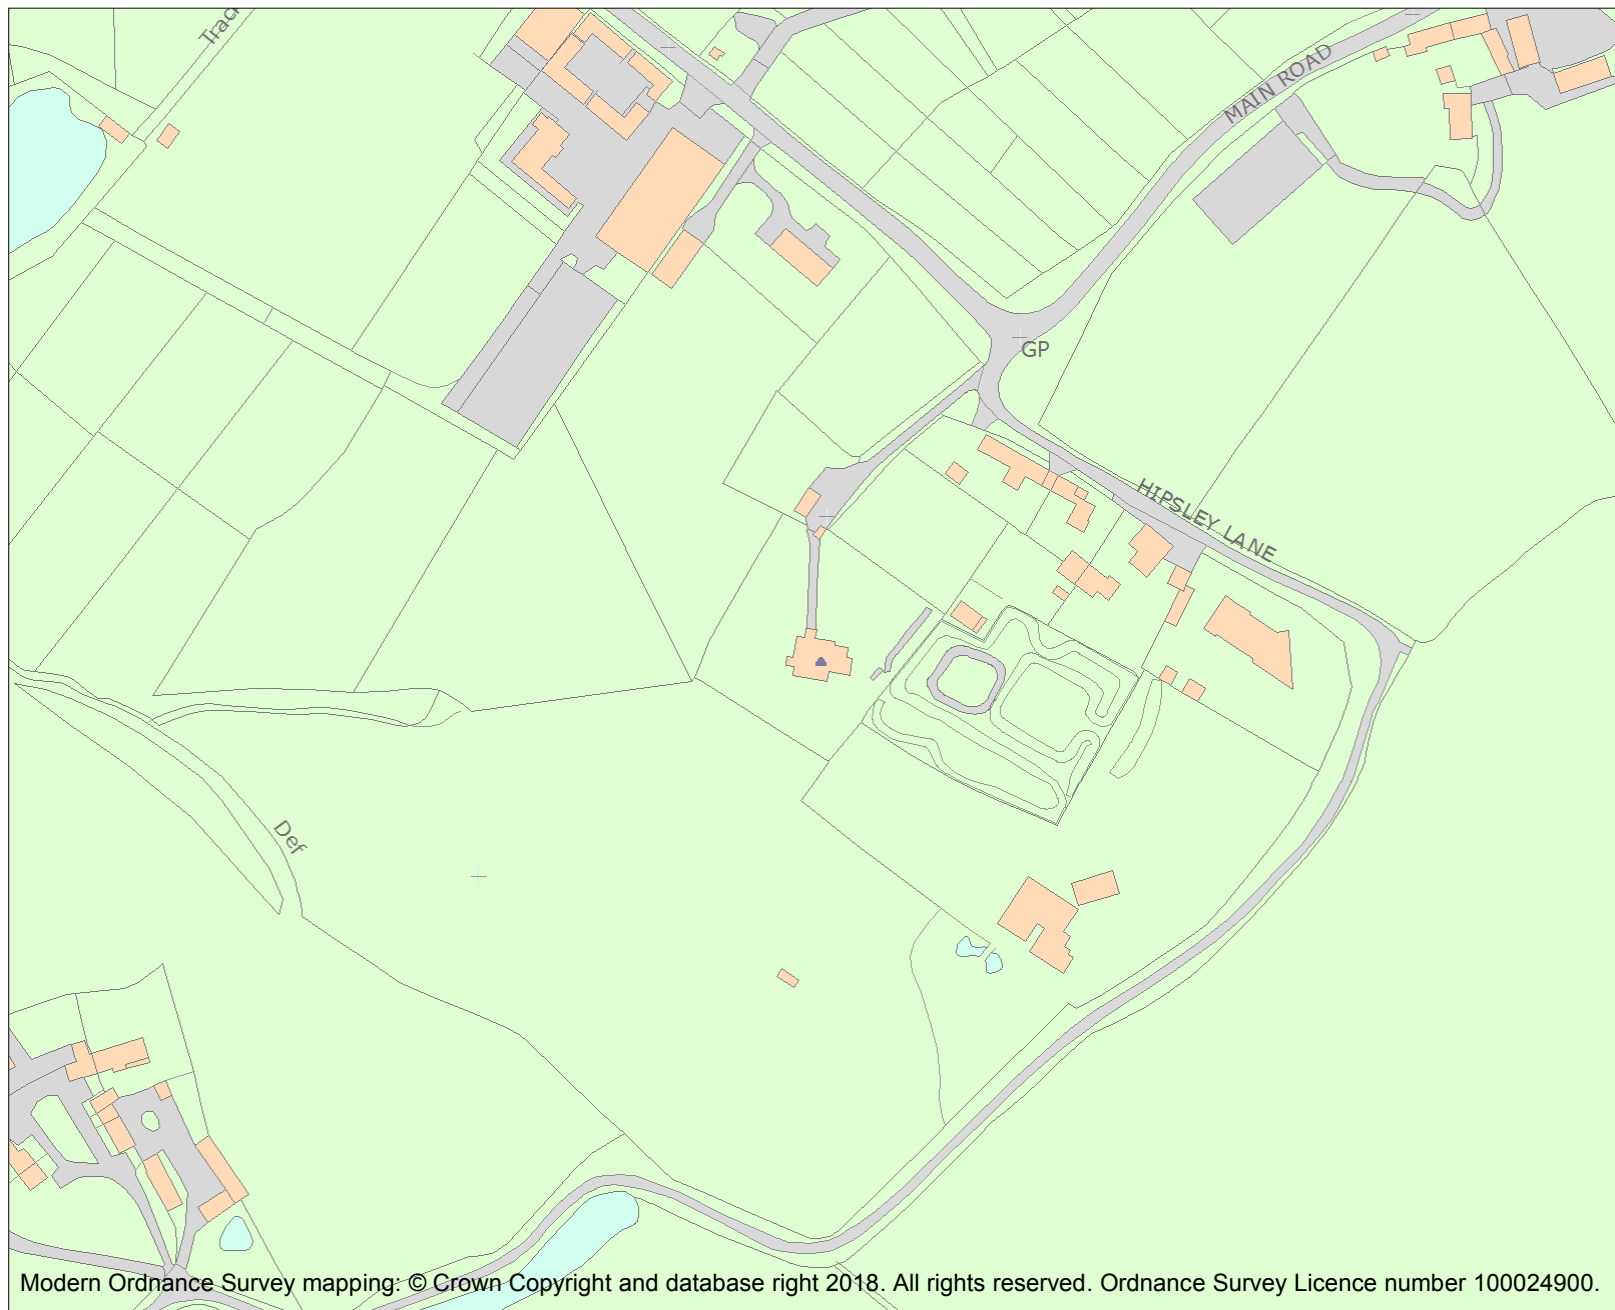 Track
MAIN ROAD
GP
HIPSLEY LANE
Def
Modern Ordnance Survey mapping: © Crown Copyright and database right 2018. All rights reserved. Ordnance Survey Licence number 100024900.